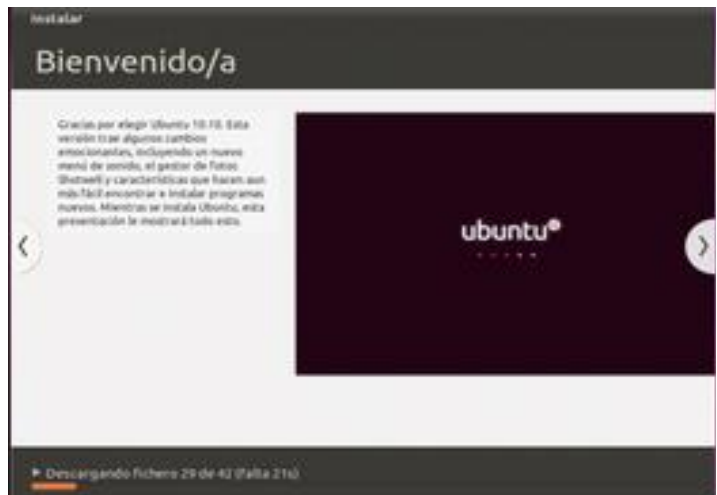 Instalar
Bienvenido/a
Gracias por elegir Ubuntu 10.10. Esta
versión trae algunos cambios
emocionantes, incluyendo un nuevo
menú de sonido, el gestor de fotos
Shotwell y características que hacen aun
más fácil encontrar e instalar programas
nuevos. Mientras se instala Ubuntu, esta
presentación le mostrará todo esto.
ubuntu
Descargando fichero 29 de 42 (Falta 21s)